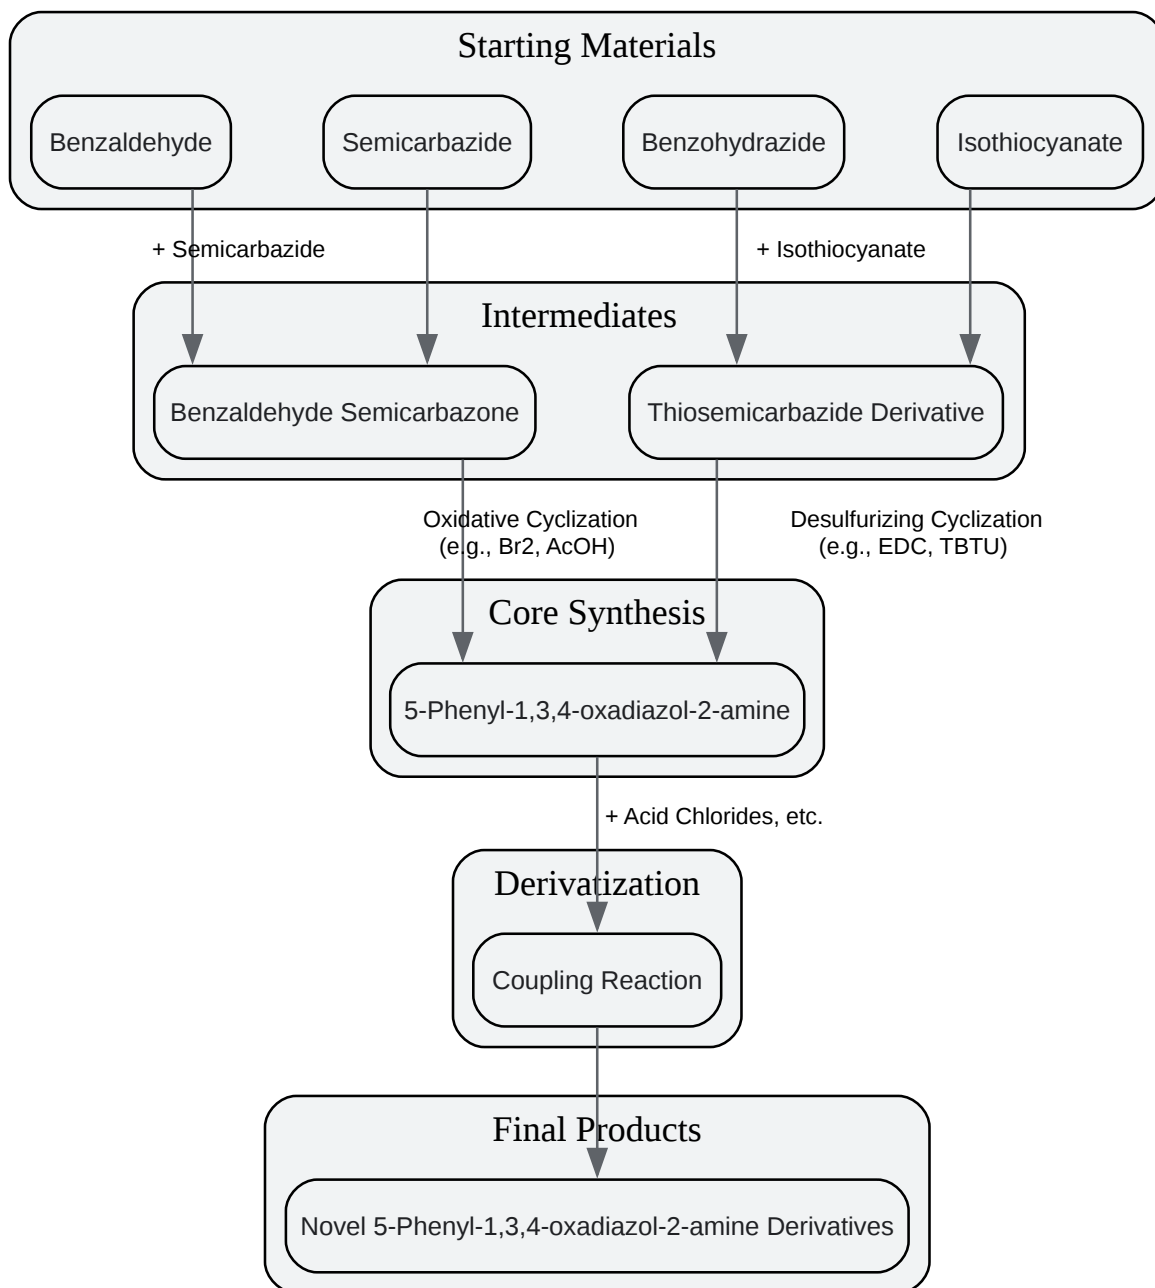 Starting Materials
Benzaldehyde
Semicarbazide
Benzohydrazide
Isothiocyanate
+ Semicarbazide
+ Isothiocyanate
Intermediates
Benzaldehyde Semicarbazone
Thiosemicarbazide Derivative
Oxidative Cyclization
(e.g., Br2, AcOH)
Desulfurizing Cyclization
(e.g., EDC, TBTU)
Core Synthesis
5-Phenyl-1,3,4-oxadiazol-2-amine
+ Acid Chlorides, etc.
Derivatization
Coupling Reaction
Final Products
Novel 5-Phenyl-1,3,4-oxadiazol-2-amine Derivatives